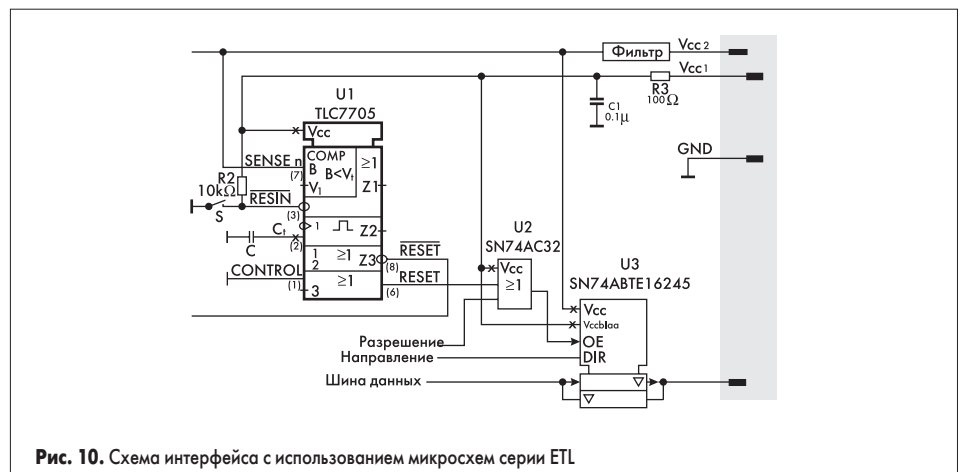 Фильтр Vcc 2
Vcc1
R3
100Ω
C1
0.1μ
GND
U1
TLC7705
Vcc
SENSE n
(7)
COMP
B
B<Vt
V1
≥1
Z1
R2
10kΩ
RESIN
(3)
S
1
Z2
Ct
(2)
C
1
2
≥1
Z3
(8)
RESET
CONTROL
(1)
3
≥1
(6)
RESET
U2
SN74AC32
Vcc
≥1
U3
SN74ABTE16245
Vcc
Vccbiaa
OE
DIR
Разрешение
Направление
Шина данных
Рис. 10. Схема интерфейса с использованием микросхем серии ETL